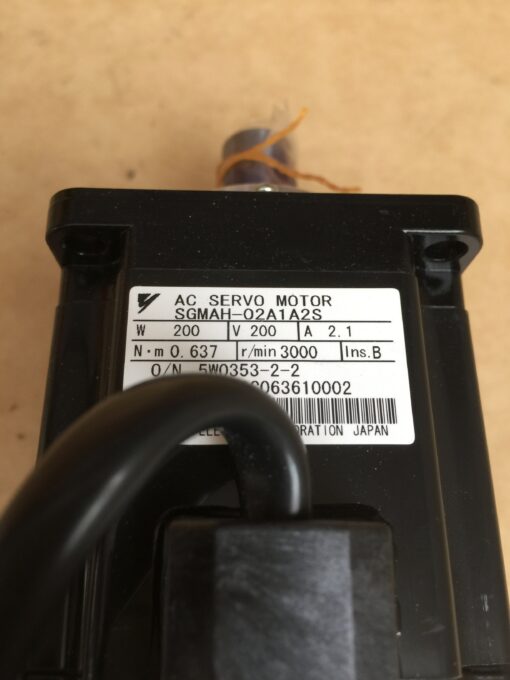 AC SERVO MOTOR
SGMAH-02A1A2S
W 200 V 200 A 2.1
N·m 0.637 r/min 3000 Ins.B
O/N 5W0353-2-2
063610002
JAPAN